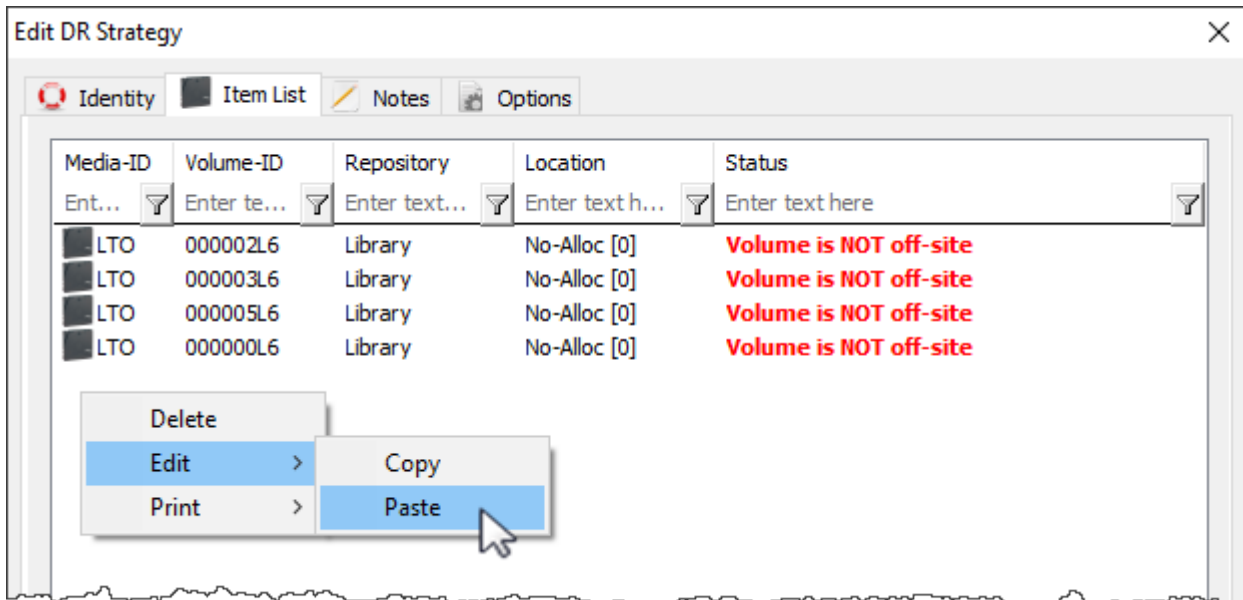 Edit DR Strategy
Identity Item List Notes Options
Media-ID Volume-ID Repository Location Status
Ent... Enter te... Enter text... Enter text h... Enter text here
LTO 000002L6 Library No-Alloc [0] Volume is NOT off-site
LTO 000003L6 Library No-Alloc [0] Volume is NOT off-site
LTO 000005L6 Library No-Alloc [0] Volume is NOT off-site
LTO 000000L6 Library No-Alloc [0] Volume is NOT off-site
Delete
Edit >
Copy
Print >
Paste